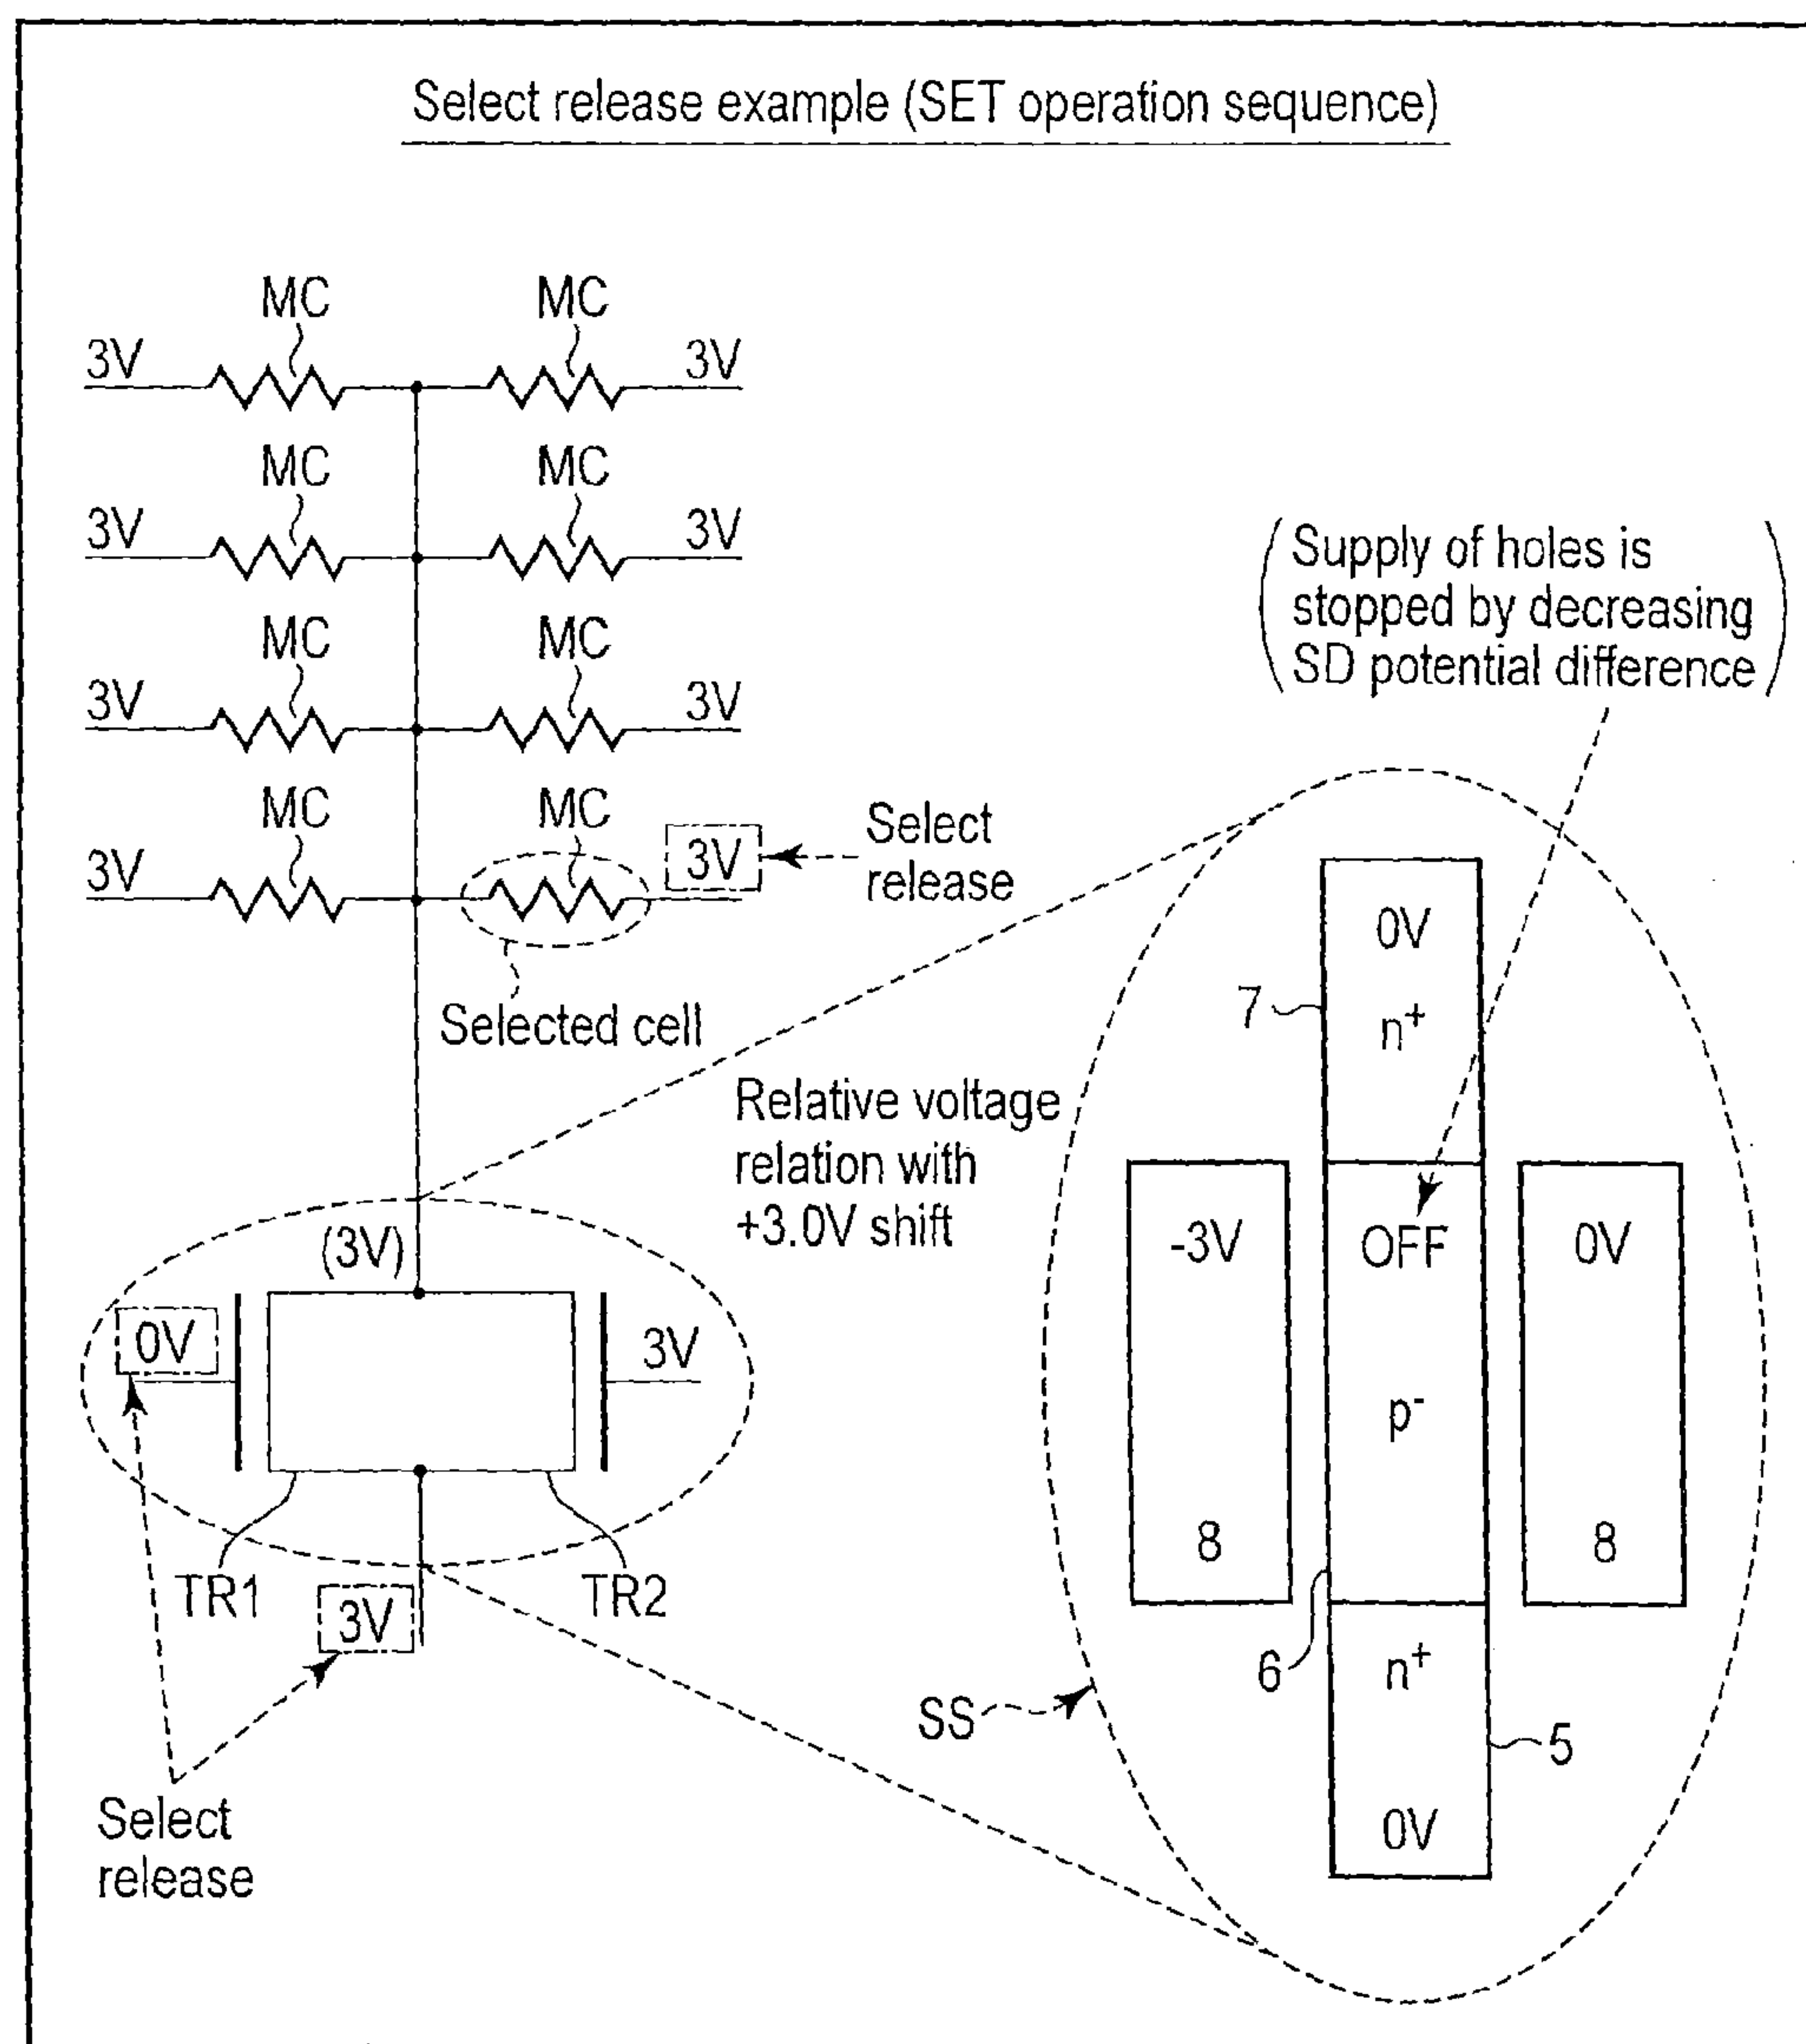 Select release example (SET operation sequence)
MC MC
3V 3V
MC MC
3V 3V
MC MC
3V 3V
MC MC
3V 3V
Select
release
Selected cell
(Supply of holes is
stopped by decreasing
SD potential difference)
Relative voltage
relation with
+3.0V shift
(3V)
0V 3V
TR1 TR2
3V
Select
release
0V
7
n+
-3V OFF 0V
p-
8 8
6
n+
SS
5
0V